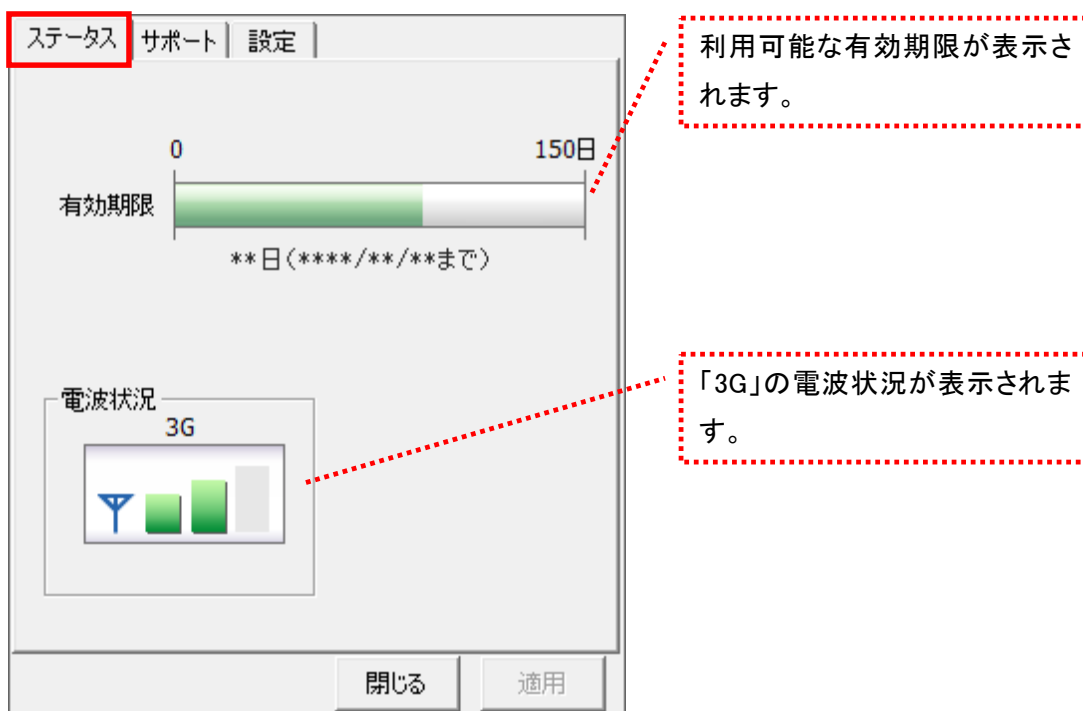 ステータス サポート 設定
利用可能な有効期限が表示さ
れます。
0 150日
有効期限
**日(****/**/**まで)
電波状況
3G
「3G」の電波状況が表示されま
す。
閉じる 適用